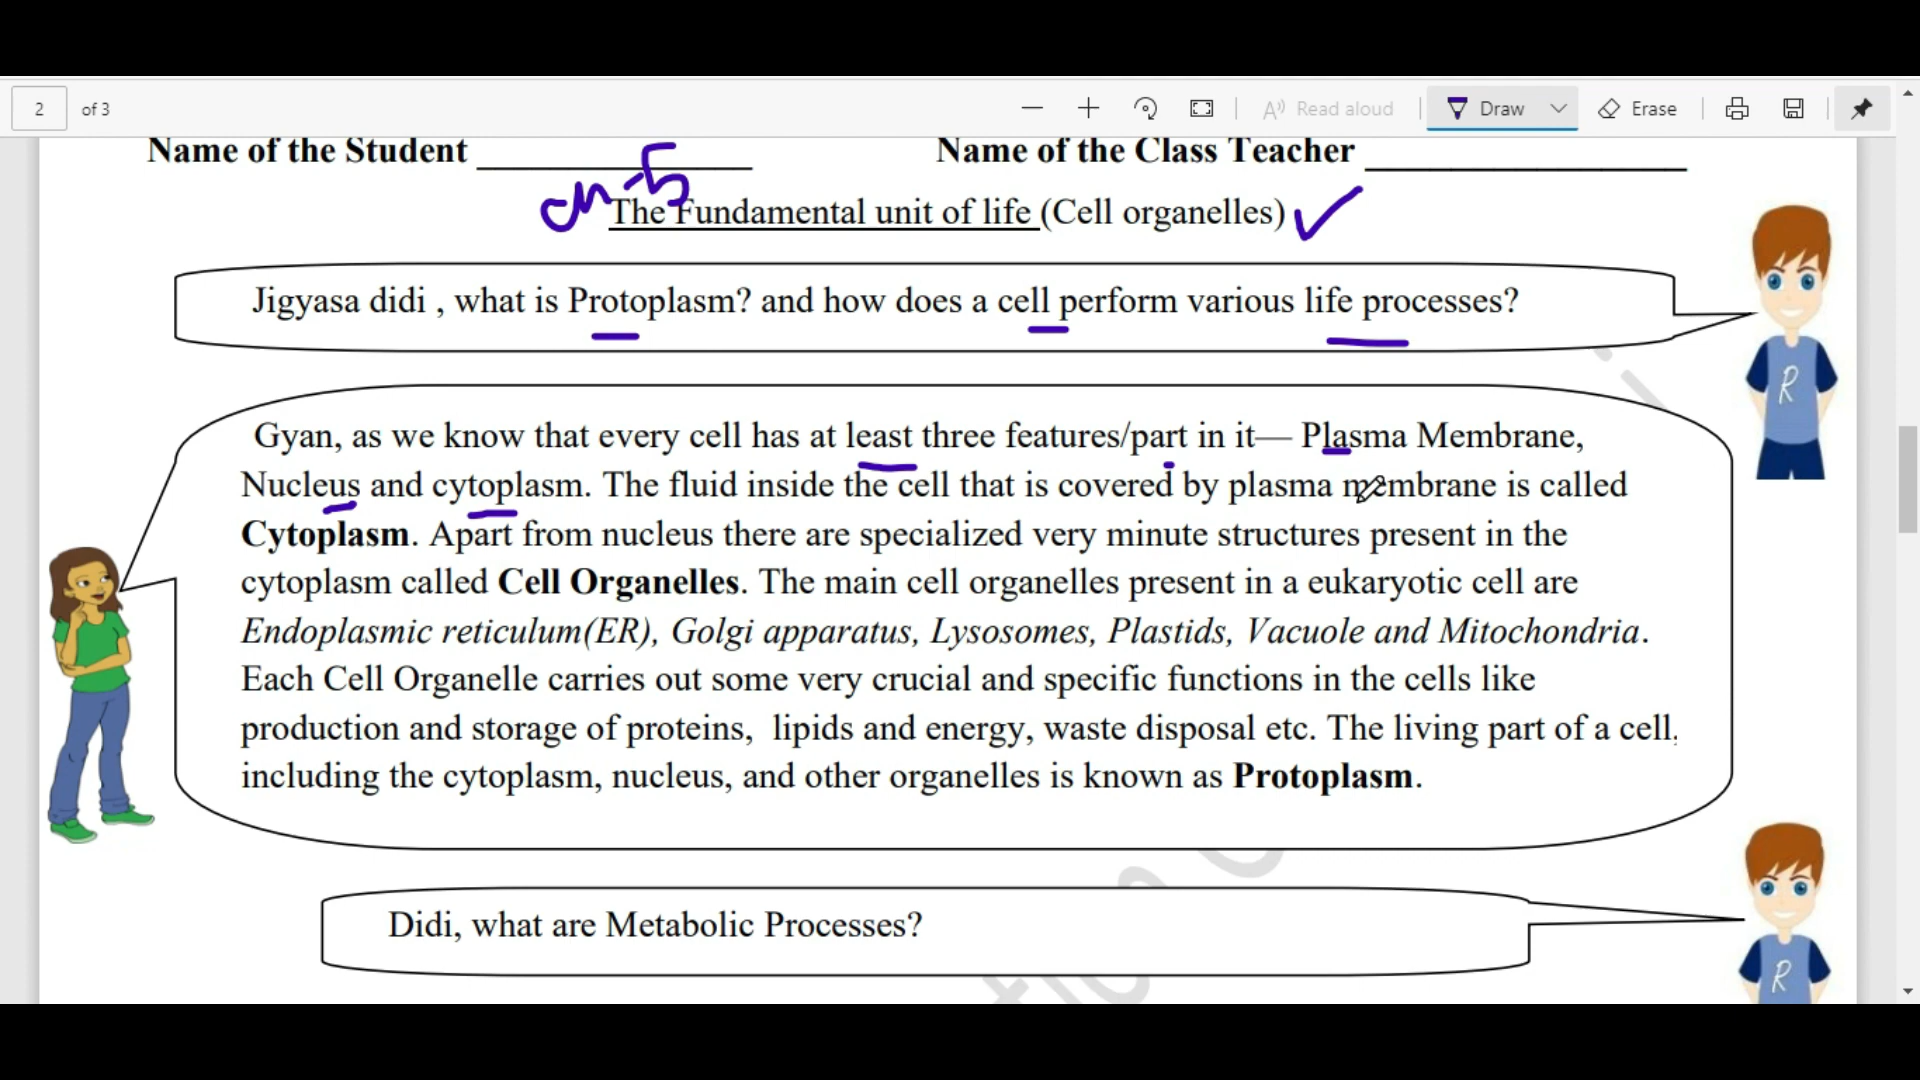 2 of 3
Read aloud Draw Erase
Name of the Student ______________ Name of the Class Teacher ________________
ch-5
The Fundamental unit of life (Cell organelles)
Jigyasa didi , what is Protoplasm? and how does a cell perform various life processes?
R
Gyan, as we know that every cell has at least three features/part in it— Plasma Membrane,
Nucleus and cytoplasm. The fluid inside the cell that is covered by plasma membrane is called
Cytoplasm. Apart from nucleus there are specialized very minute structures present in the
cytoplasm called Cell Organelles. The main cell organelles present in a eukaryotic cell are
Endoplasmic reticulum(ER), Golgi apparatus, Lysosomes, Plastids, Vacuole and Mitochondria.
Each Cell Organelle carries out some very crucial and specific functions in the cells like
production and storage of proteins,  lipids and energy, waste disposal etc. The living part of a cell,
including the cytoplasm, nucleus, and other organelles is known as Protoplasm.
Didi, what are Metabolic Processes?
R